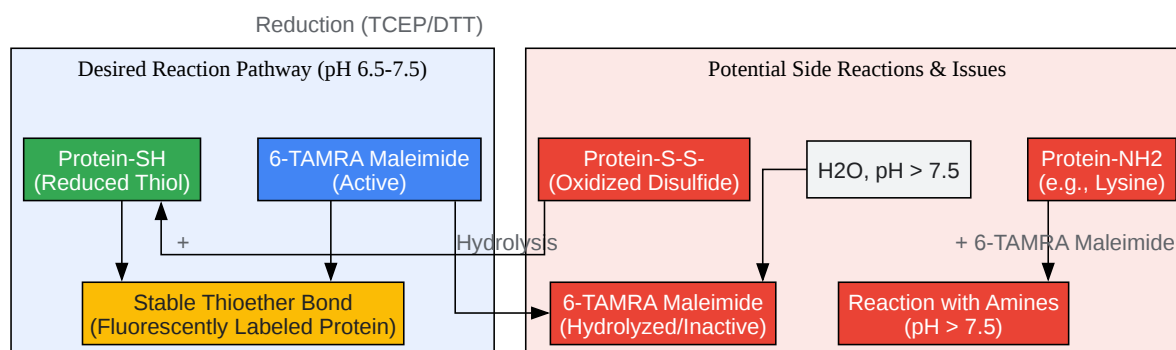 Reduction (TCEP/DTT)
Desired Reaction Pathway (pH 6.5-7.5)
Potential Side Reactions & Issues
Protein-SH
(Reduced Thiol)
6-TAMRA Maleimide
(Active)
Protein-S-S-
(Oxidized Disulfide)
H2O, pH > 7.5
Protein-NH2
(e.g., Lysine)
+
Hydrolysis
+ 6-TAMRA Maleimide
Stable Thioether Bond
(Fluorescently Labeled Protein)
6-TAMRA Maleimide
(Hydrolyzed/Inactive)
Reaction with Amines
(pH > 7.5)